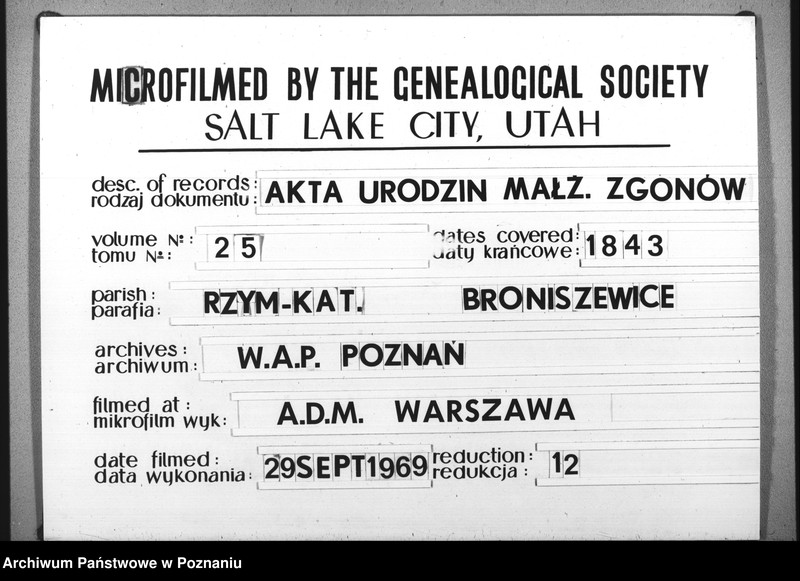 MICROFILMED BY THE GENEALOGICAL SOCIETY
SALT LAKE CITY, UTAH
desc. of records:
rodzaj dokumentu:
AKTA URODZIN MAŁŻ. ZGONÓW
volume №:
tomu №:
25
dates covered:
daty krańcowe:
1843
parish:
parafia:
RZYM-KAT. BRONISZEWICE
archives:
archiwum:
W.A.P. POZNAŃ
filmed at:
mikrofilm wyk:
A.D.M. WARSZAWA
date filmed:
data wykonania:
29SEPT1969
reduction:
redukcja:
12
Archiwum Państwowe w Poznaniu